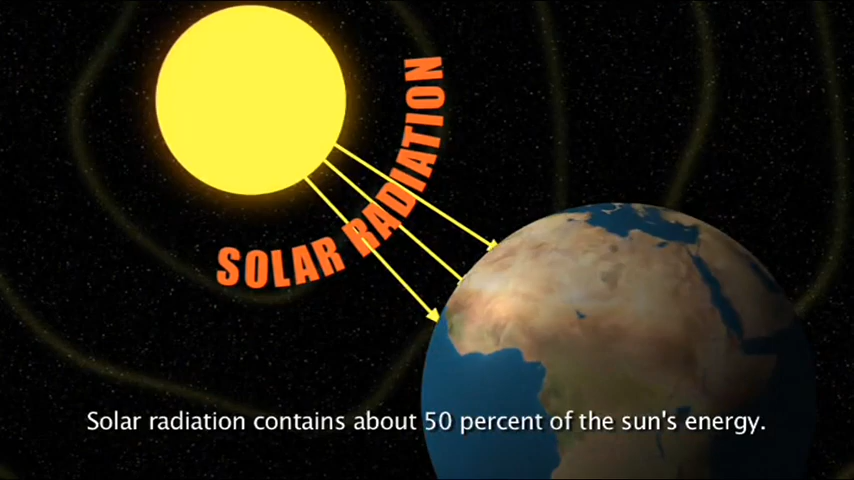 SOLAR RADIATION
Solar radiation contains about 50 percent of the sun's energy.